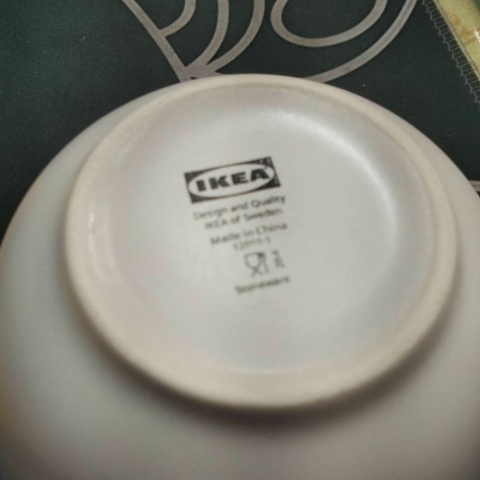 IKEA
Design and Quality
IKEA of Sweden
Made in China
Stoneware